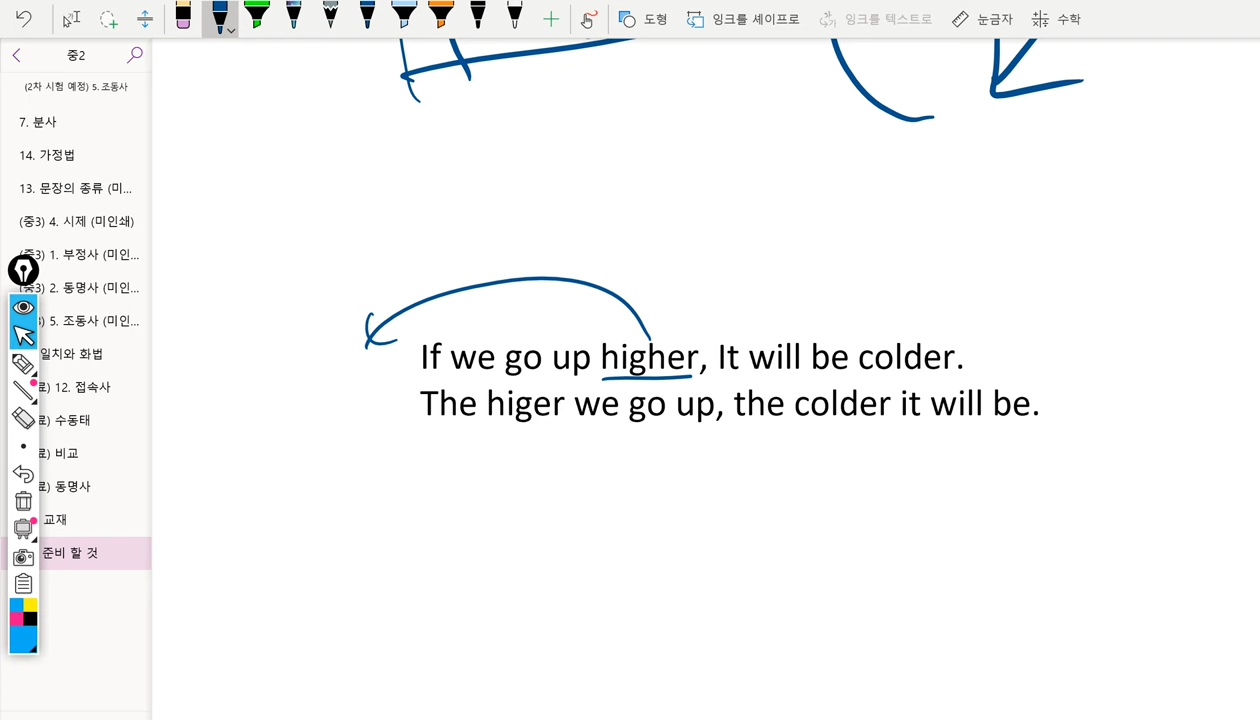 도형 잉크를 셰이프로 잉크를 텍스트로 눈금자 수학
중2
(2차 시험 예정) 5. 조동사
7. 분사
14. 가정법
13. 문장의 종류 (미...
(중3) 4. 시제 (미인쇄)
(중3) 1. 부정사 (미인...
3) 2. 동명사 (미인...
) 5. 조동사 (미인...
일치와 화법
료) 12. 접속사
료) 수동태
료) 비교
료) 동명사
교재
준비 할 것
If we go up higher, It will be colder.
The higer we go up, the colder it will be.